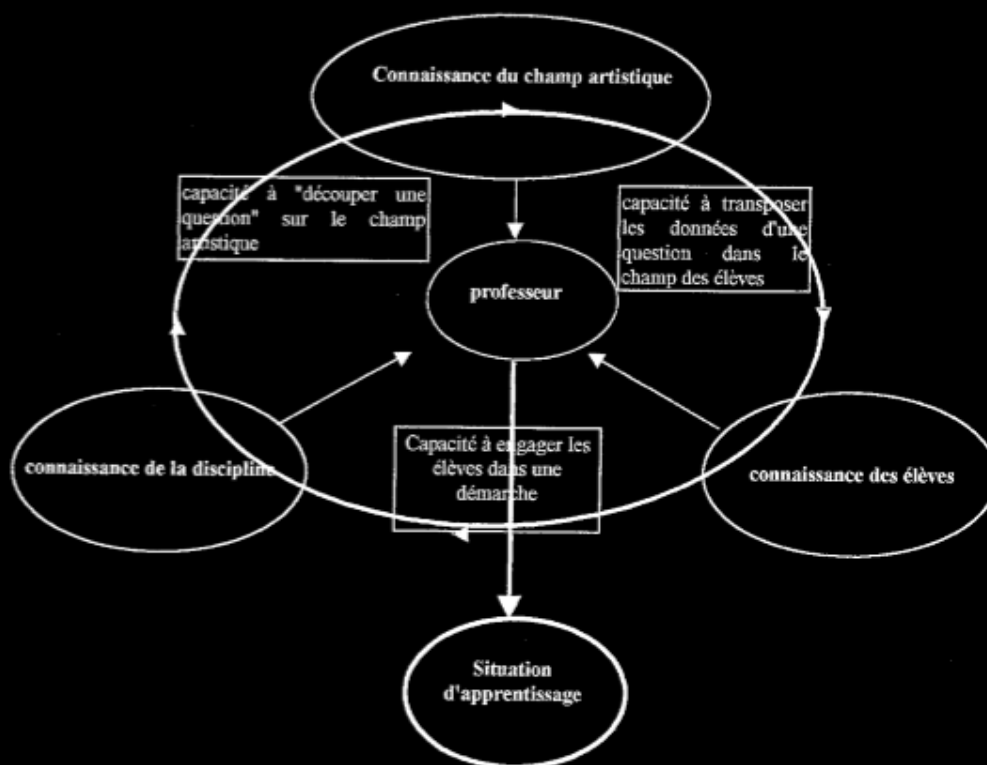 Connaissance du champ artistique
capacité à "découper une
question" sur le champ
artistique
capacité à transposer
les données d'une
question dans le
champ des élèves
professeur
Capacité à engager les
élèves dans une
démarche
connaissance de la discipline
connaissance des élèves
Situation
d'apprentissage